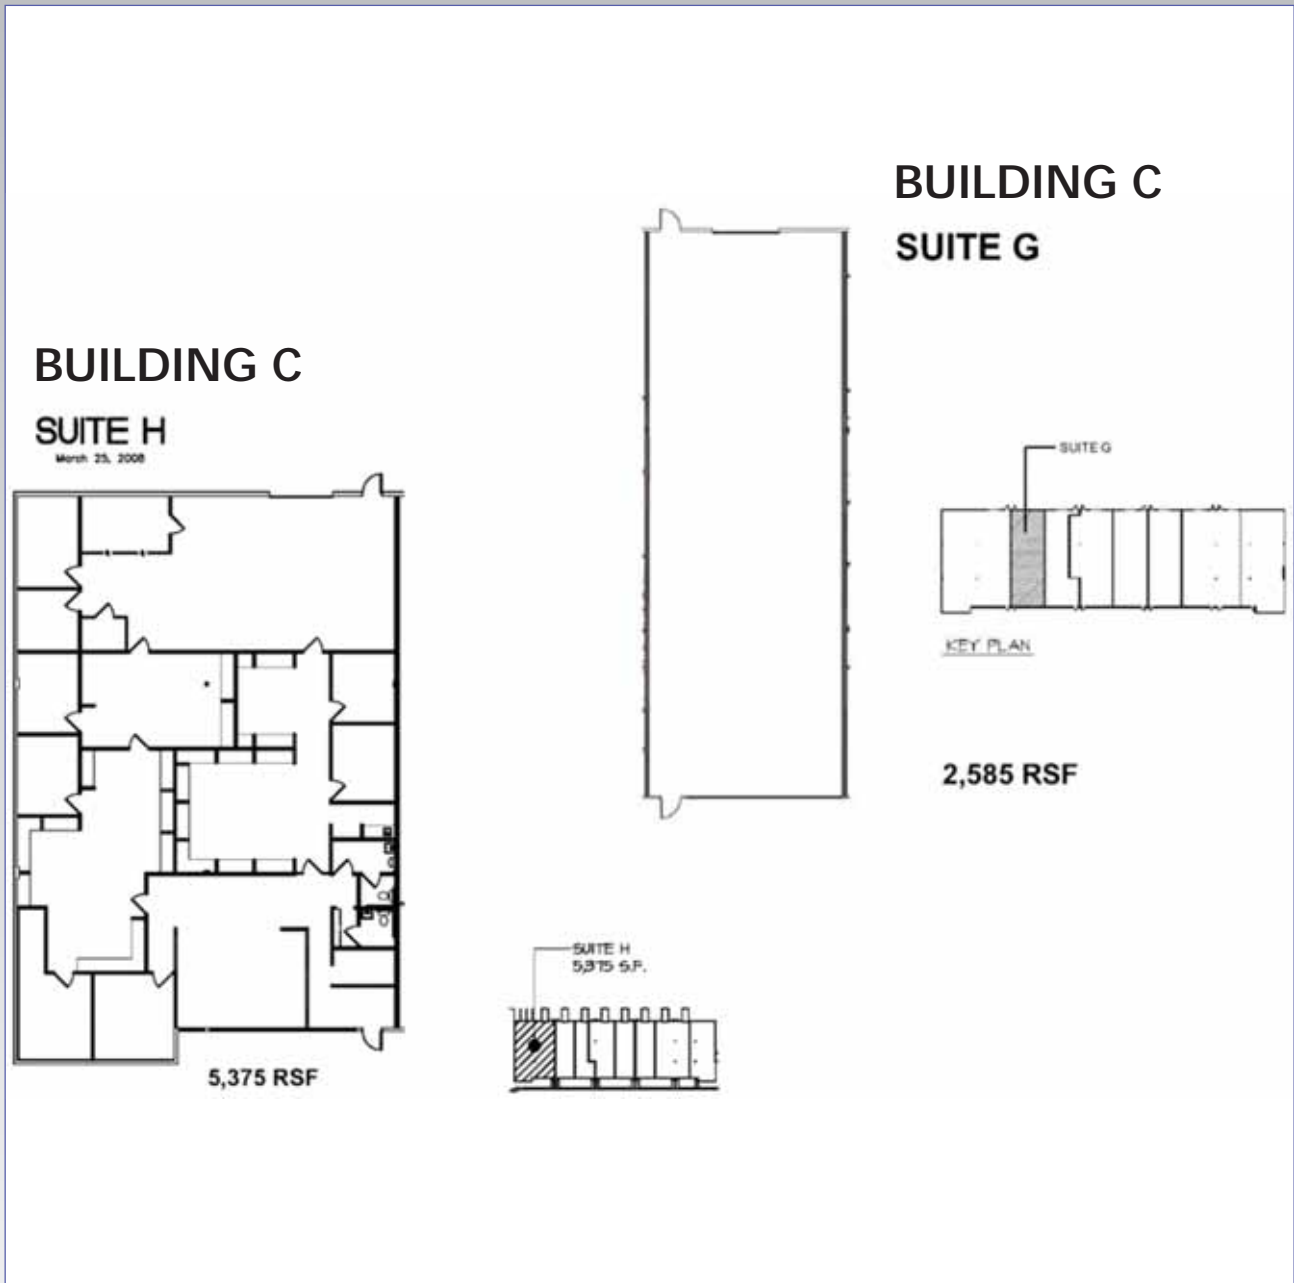 BUILDING C
SUITE G
BUILDING C
SUITE H
March 25, 2008
SUITE G
KEY PLAN
2,585 RSF
SUITE H
5,375 S.F.
5,375 RSF